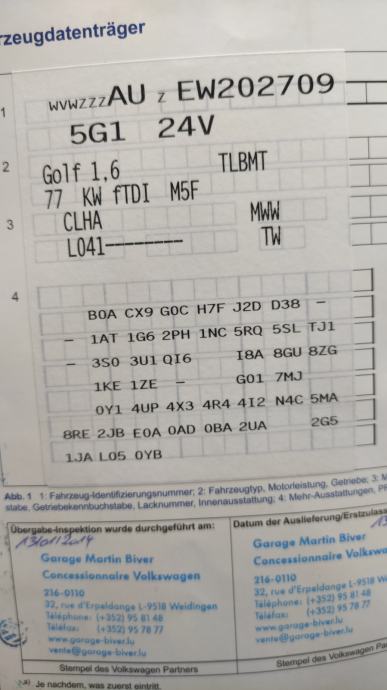 rzeugdatenträger
1
WVWZZZAU Z EW202709
5G1 24V
2
Golf 1,6 TLBMT
77 KW fTDI M5F
3
CLHA MWW
L041-------- TW
4
B0A CX9 G0C H7F J2D D38 -
- 1AT 1G6 2PH 1NC 5RQ 5SL TJ1
- 3S0 3U1 QI6 I8A 8GU 8ZG
1KE 1ZE - G01 7MJ
0Y1 4UP 4X3 4R4 4I2 N4C 5MA
8RE 2JB E0A 0AD 0BA 2UA 2G5
1JA L05 0YB
Abb. 1 1: Fahrzeug-Identifizierungsnummer; 2: Fahrzeugtyp, Motorleistung, Getriebe; 3: M
stabe, Getriebekennbuchstabe, Lacknummer, Innenausstattung; 4: Mehr-Ausstattungen, PR
Übergabe-Inspektion wurde durchgeführt am:
13/01/2014
Garage Martin Biver
Concessionnaire Volkswagen
216-0110
32, rue d'Erpeldange L-9518 Weidingen
Téléphone: (+352) 95 81 48
Téléfax: (+352) 95 78 77
www.garage-biver.lu
vente@garage-biver.lu
Stempel des Volkswagen Partners
Datum der Auslieferung/Erstzulass
13
Garage Martin Biver
Concessionnaire Volkswa
216-0110
32, rue d'Erpeldange L-9518 W
Téléphone: (+352) 95 81 48
Téléfax: (+352) 95 78 77
www.garage-biver.lu
vente@garage-biver.lu
Stempel des Volkswagen P
a) Je nachdem, was zuerst eintritt.